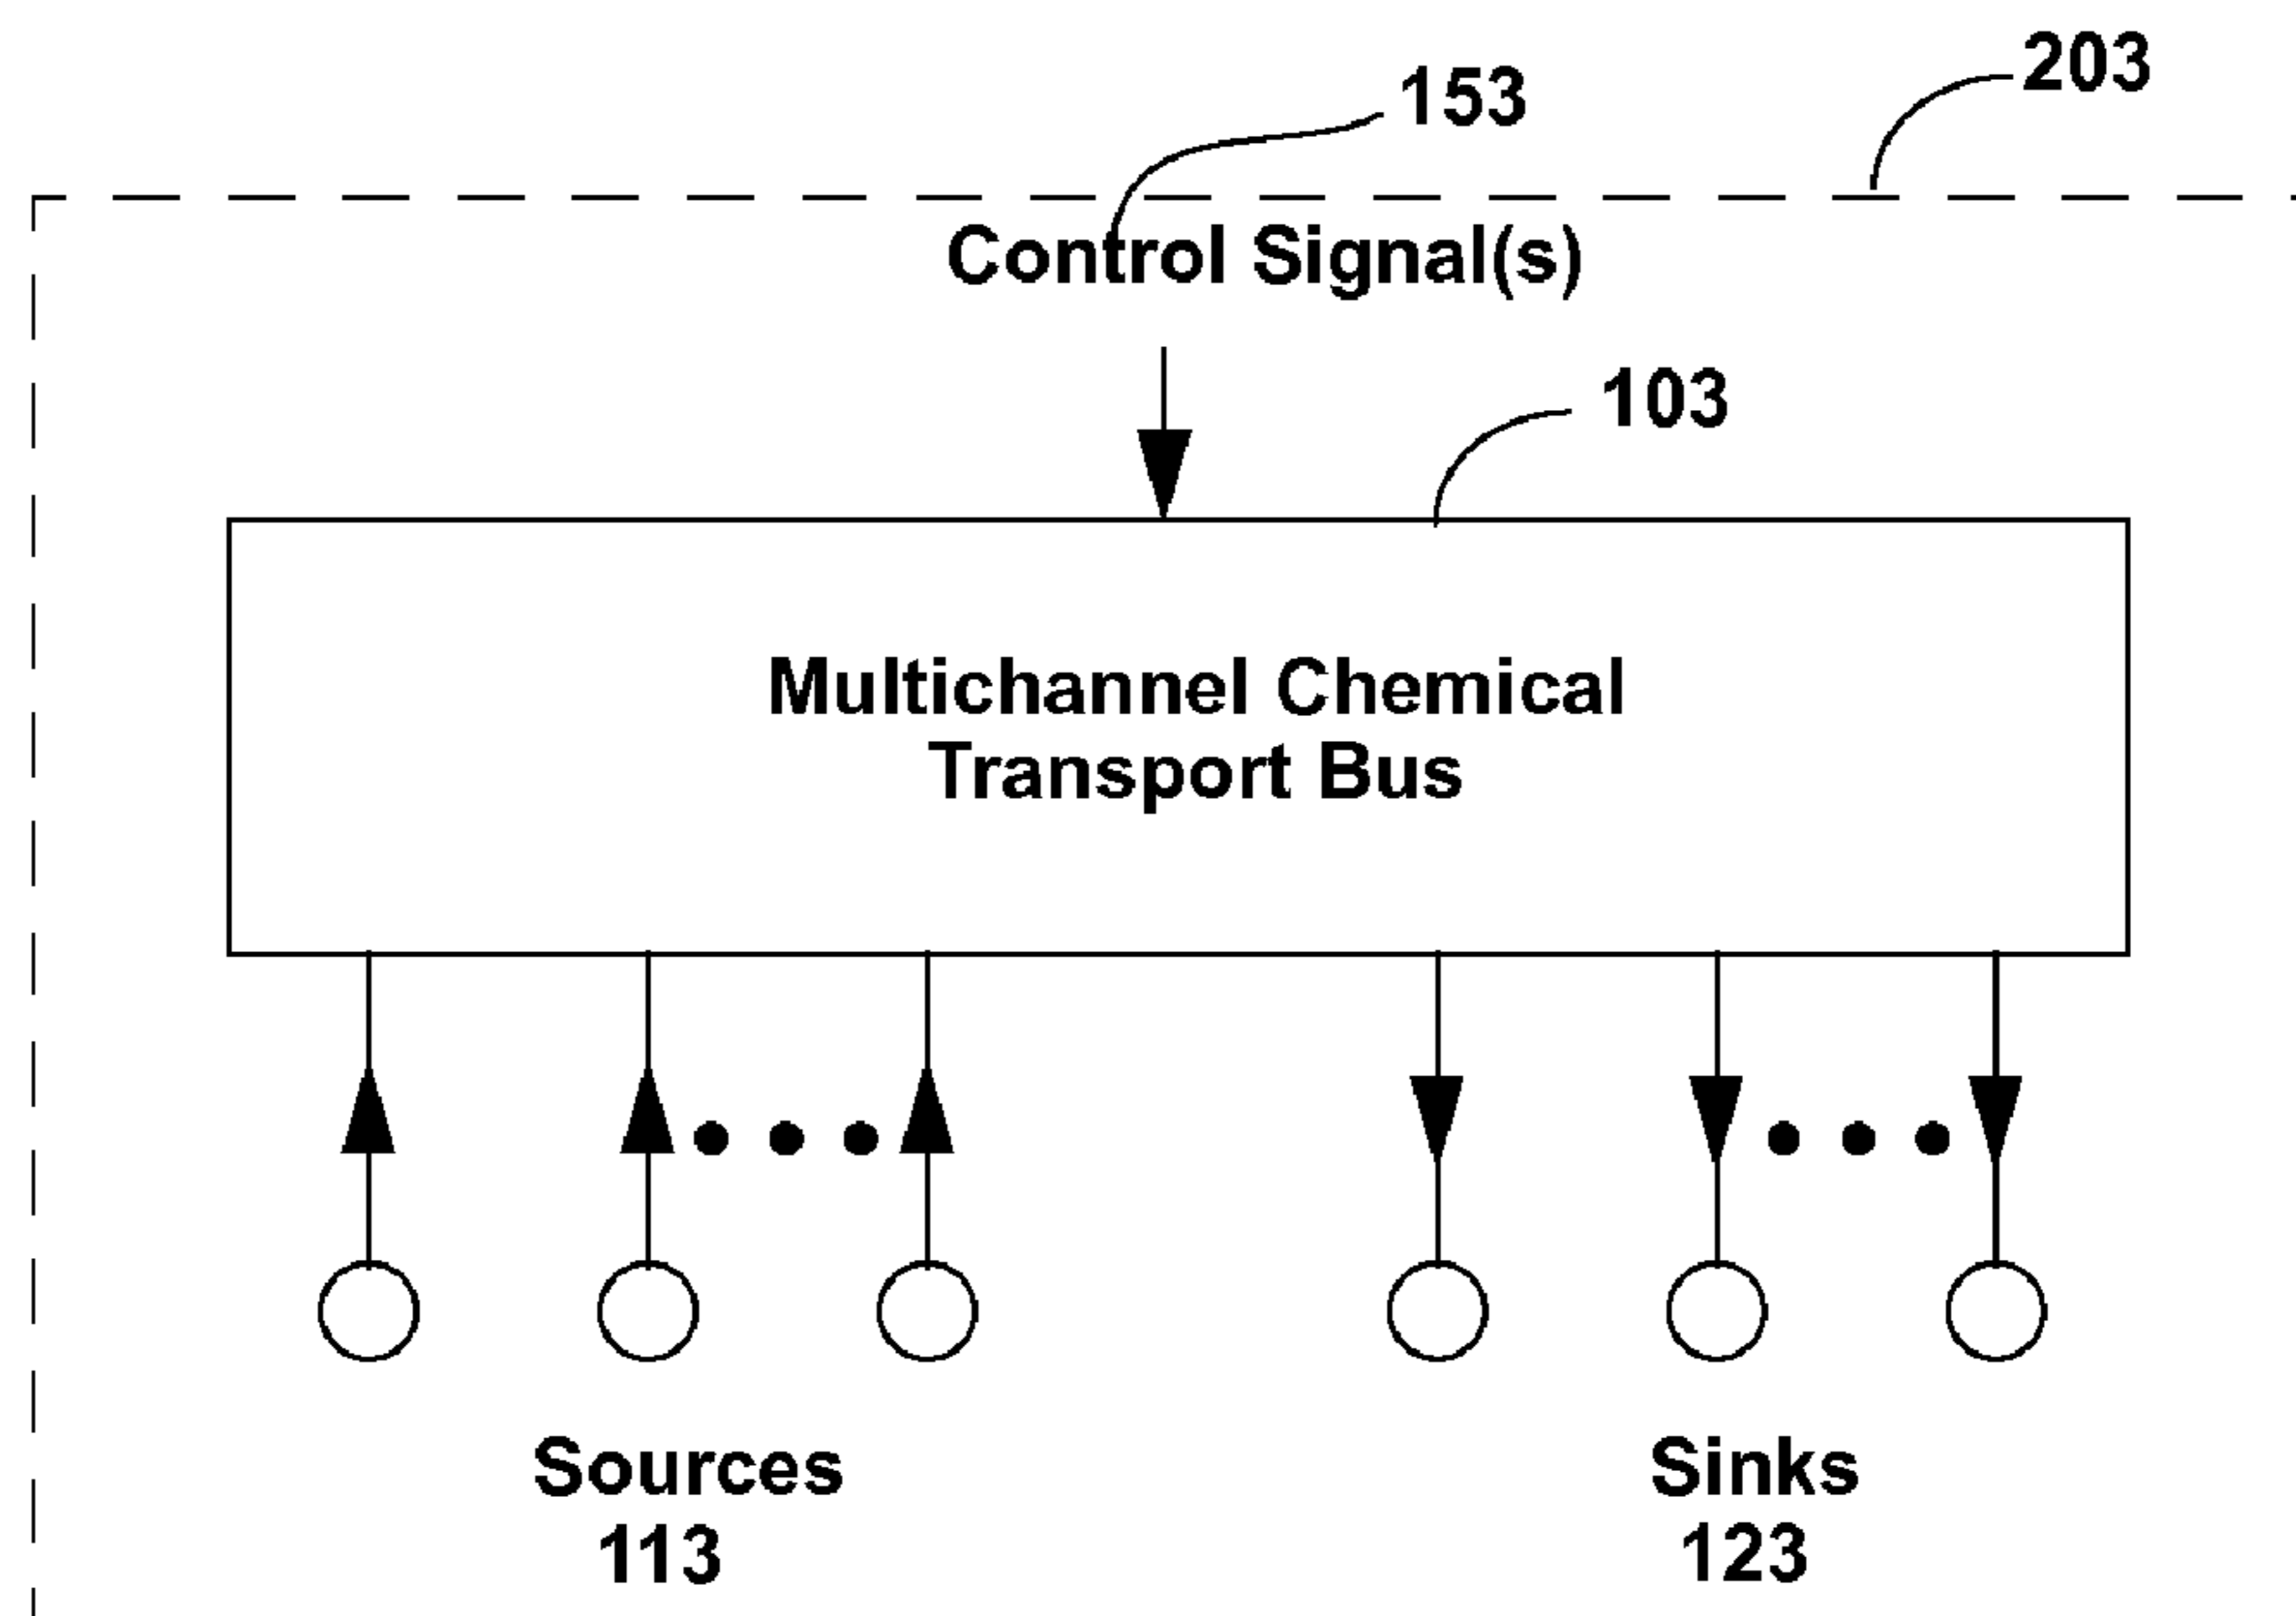 203
153
Control Signal(s)
103
Multichannel Chemical
Transport Bus
Sources
113
Sinks
123